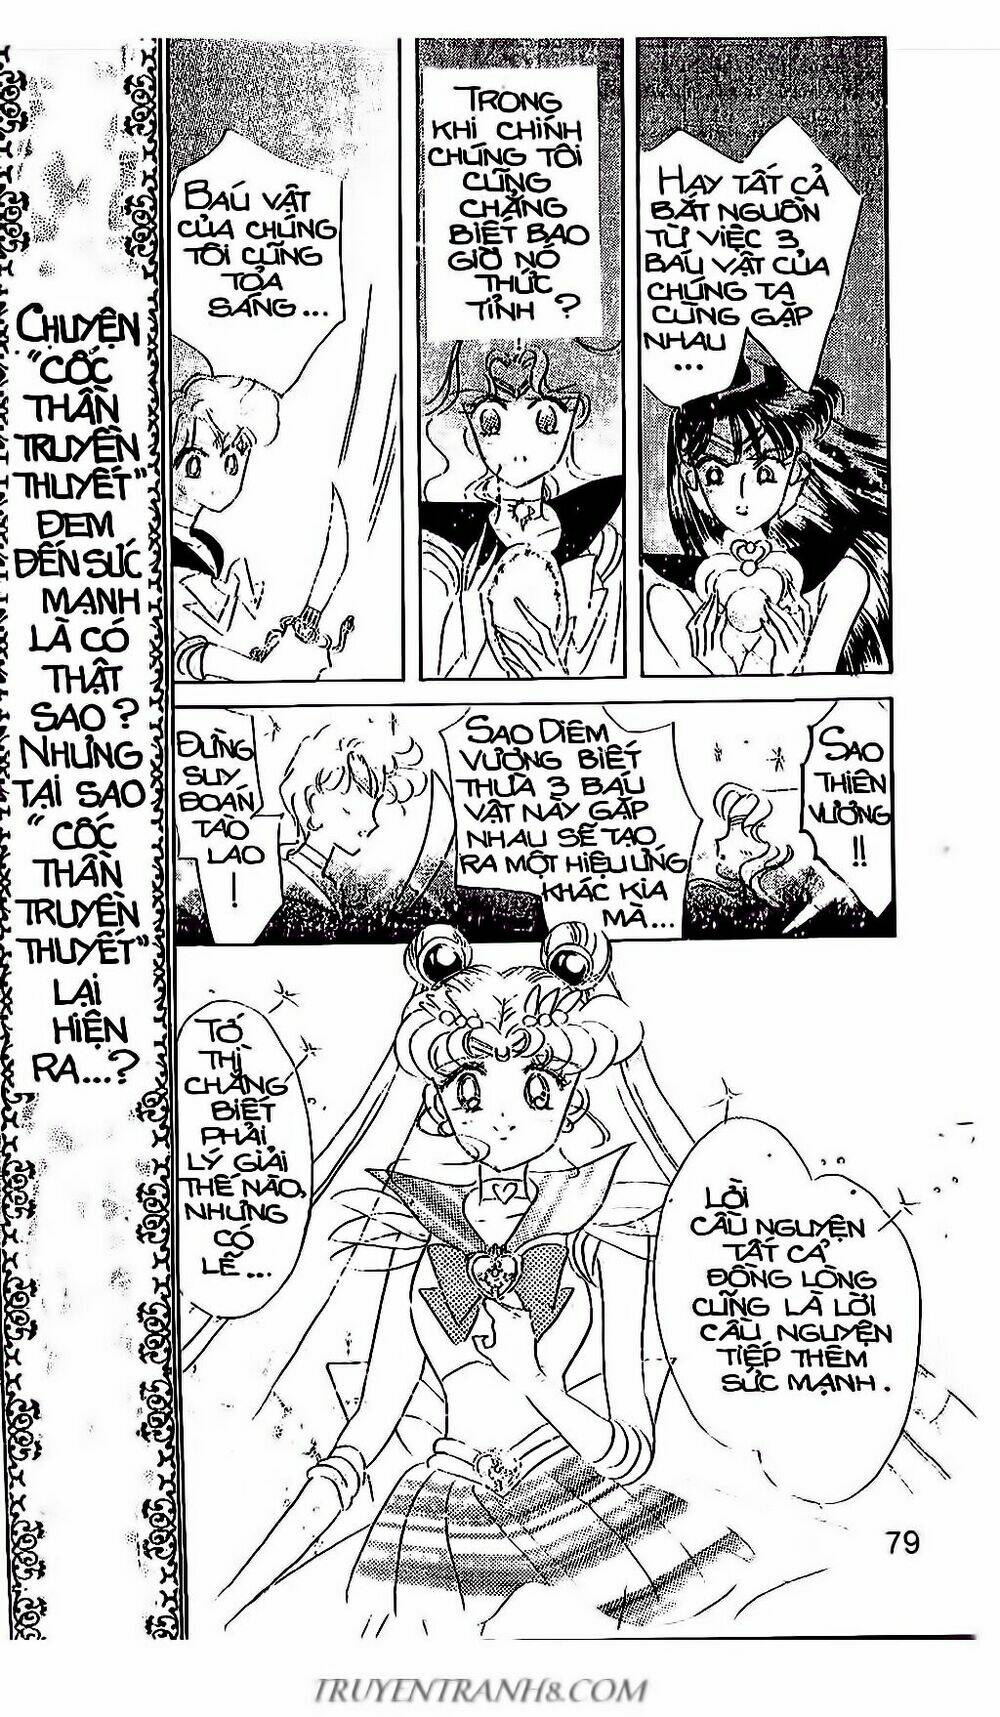 HAY TẤT CẢ
BẮT NGUỒN
TỪ VIỆC 3
BÁU VẬT CỦA
CHÚNG TA
CÙNG GẶP
NHAU
...
TRONG
KHI CHÍNH
CHÚNG TÔI
CŨNG
CHẲNG
BIẾT BAO
GIỜ NÓ
THỨC
TỈNH ?
BÁU VẬT
CỦA CHÚNG
TÔI CŨNG
TỎA
SÁNG...
SAO
THIÊN
VƯƠNG
!!
SAO DIÊM
VƯƠNG BIẾT
THỪA 3 BÁU
VẬT NÀY GẶP
NHAU SẼ TẠO
RA MỘT HIỆU ỨNG
KHÁC KIA
MÀ...
ĐỪNG
SUY
ĐOÁN
TÀO
LAO
!
LỜI
CẦU NGUYỆN
TẤT CẢ
ĐỒNG LÒNG
CŨNG LÀ LỜI
CẦU NGUYỆN
TIẾP THÊM
SỨC MẠNH.
TỚ
THÌ
CHẲNG
BIẾT
PHẢI
LÝ GIẢI
THẾ NÀO,
NHƯNG
CÓ
LẼ...
CHUYỆN
"CỐC
THẦN
TRUYỀN
THUYẾT"
ĐEM
ĐẾN SỨC
MẠNH
LÀ CÓ
THẬT
SAO?
NHƯNG
TẠI SAO
"CỐC
THẦN
TRUYỀN
THUYẾT"
LẠI
HIỆN
RA...?
79
TRUYENTRANH8.COM